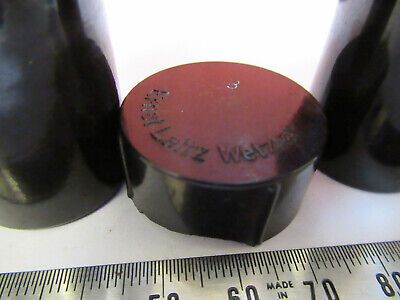 Ernst Leitz Wetzlar
50 60 MADE IN 70 80